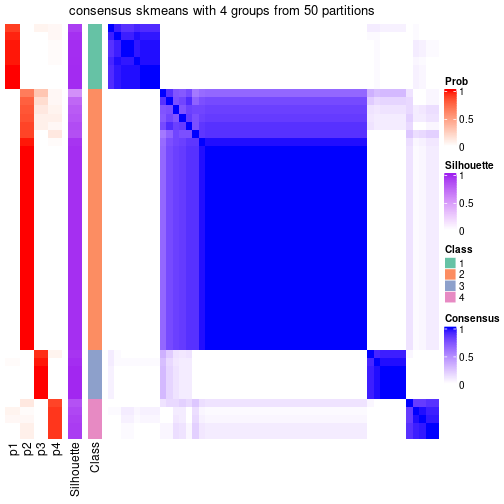 consensus skmeans with 4 groups from 50 partitions
Prob
1
0.5
0
Silhouette
1
0.5
0
Class
1
2
3
4
Consensus
1
0.5
0
p1
p2
p3
p4
Silhouette
Class